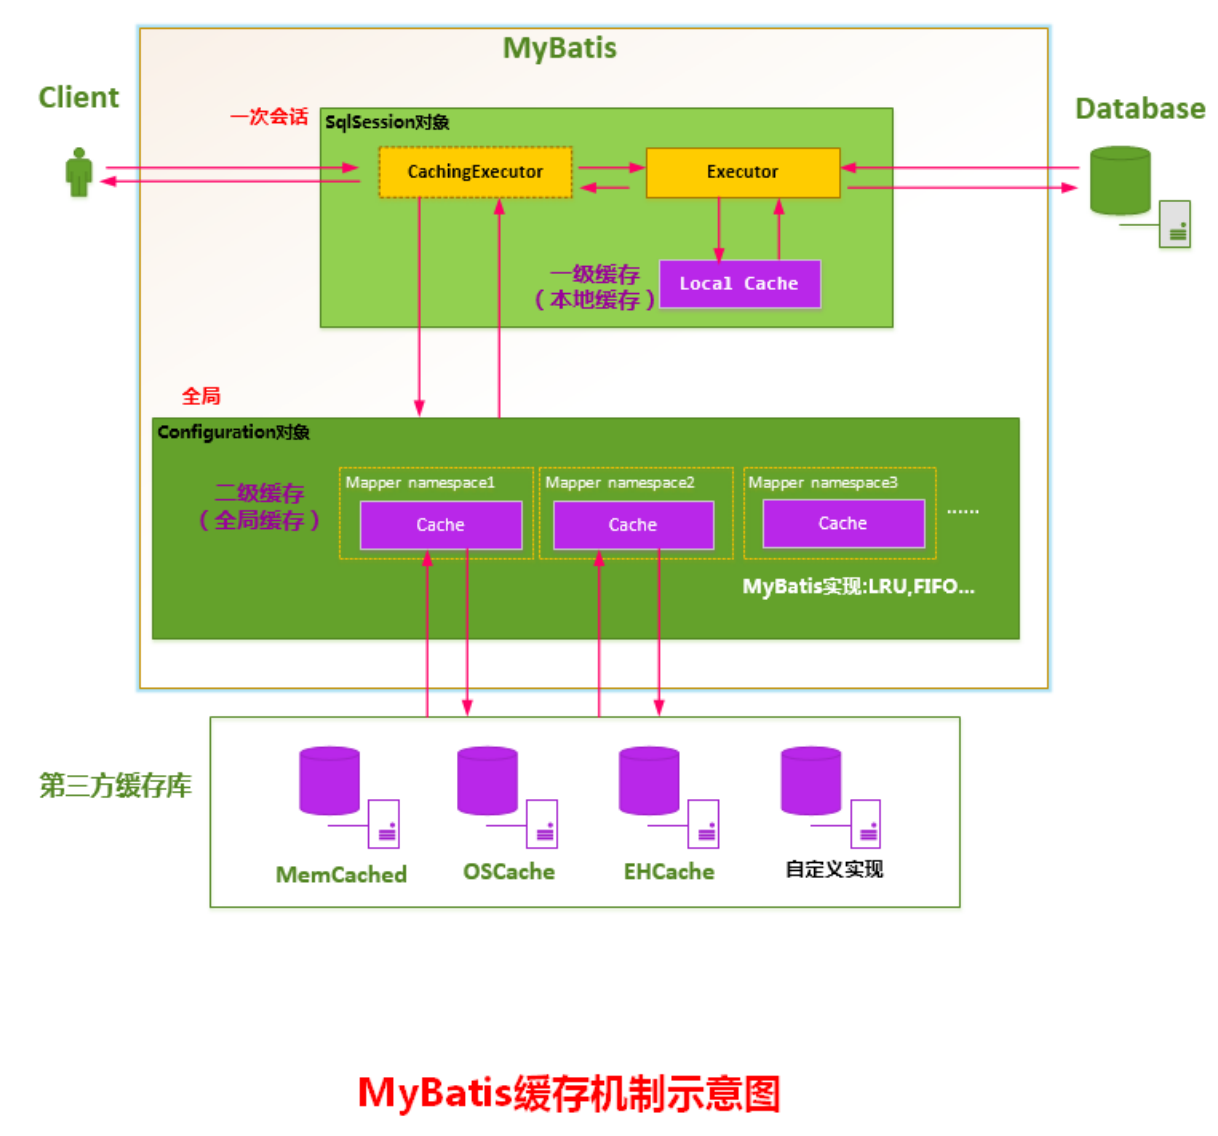 MyBatis
Client
一次会话
SqlSession对象
Database
CachingExecutor
Executor
一级缓存
（本地缓存）
Local Cache
全局
Configuration对象
二级缓存
（全局缓存）
Mapper namespace1
Cache
Mapper namespace2
Cache
Mapper namespace3
Cache
......
MyBatis实现:LRU,FIFO...
第三方缓存库
MemCached
OSCache
EHCache
自定义实现
MyBatis缓存机制示意图